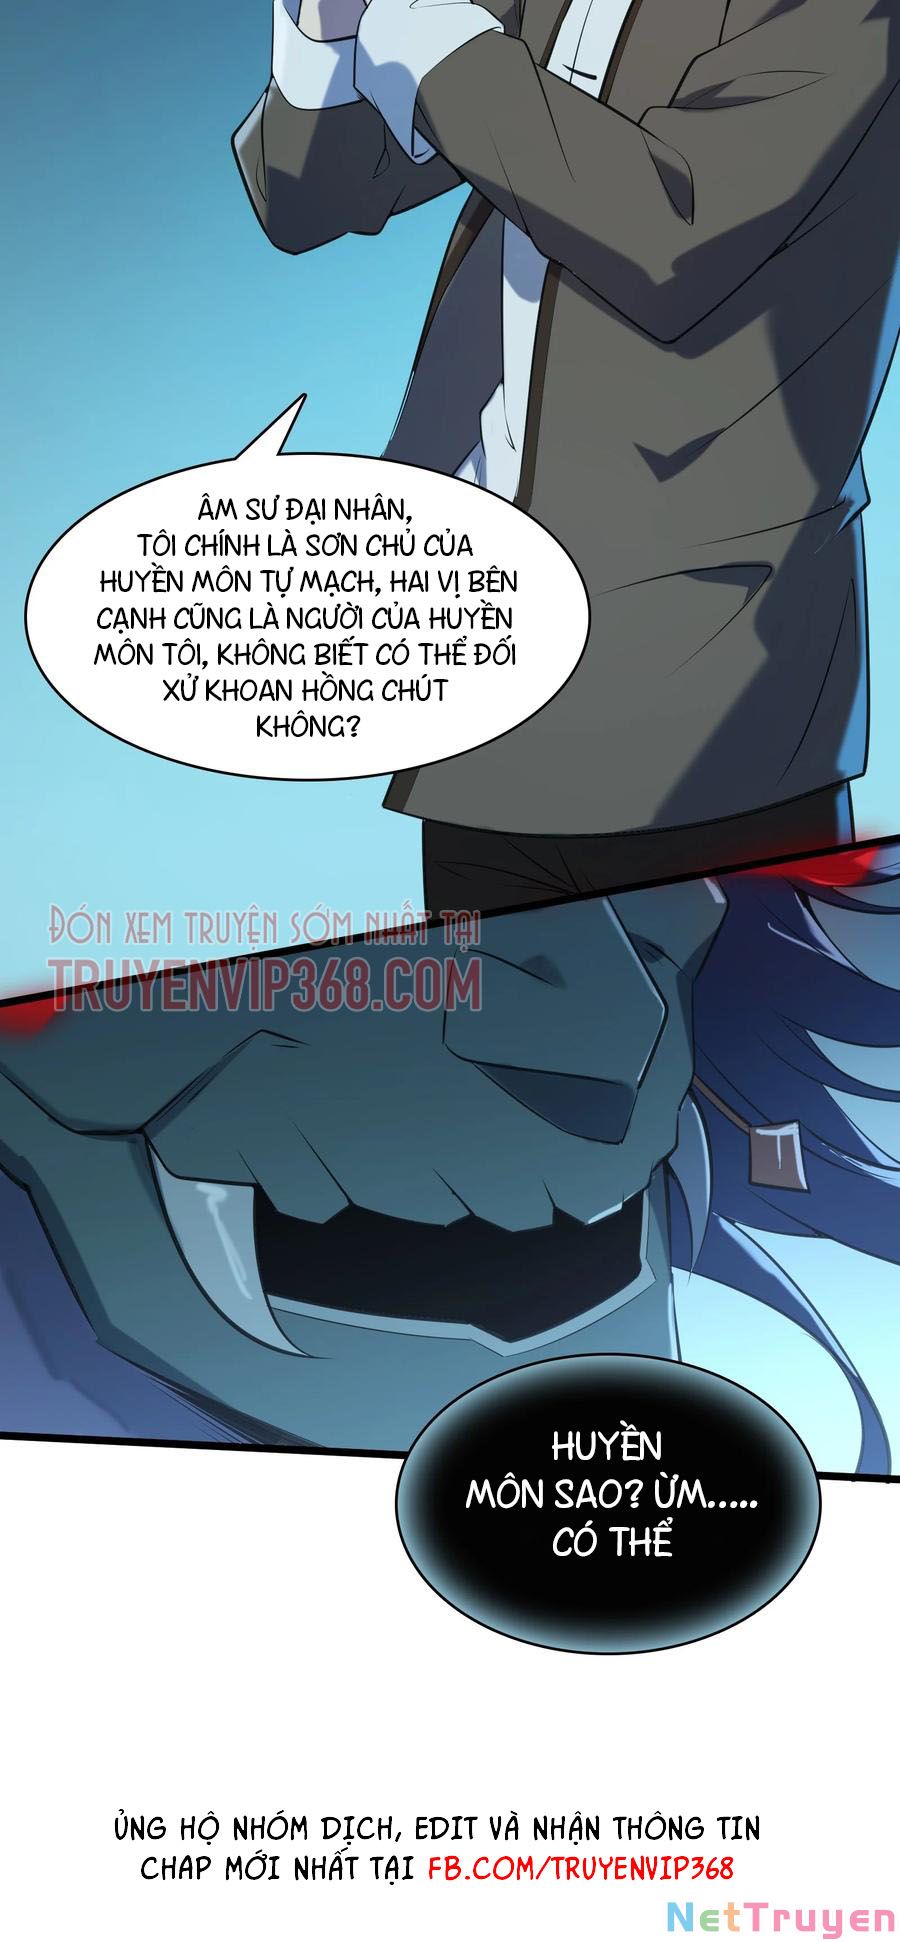 ÂM SƯ ĐẠI NHÂN,
TÔI CHÍNH LÀ SƠN CHỦ CỦA
HUYỀN MÔN TỰ MẠCH, HAI VỊ BÊN
CẠNH CŨNG LÀ NGƯỜI CỦA HUYỀN
MÔN TÔI, KHÔNG BIẾT CÓ THỂ ĐỐI
XỬ KHOAN HỒNG CHÚT
KHÔNG?
ĐÓN XEM TRUYỆN SỚM NHẤT TẠI
TRUYENVIP368.COM
HUYỀN
MÔN SAO? ỪM.....
CÓ THỂ
ỦNG HỘ NHÓM DỊCH, EDIT VÀ NHẬN THÔNG TIN
CHAP MỚI NHẤT TẠI FB.COM/TRUYENVIP368
NetTruyen